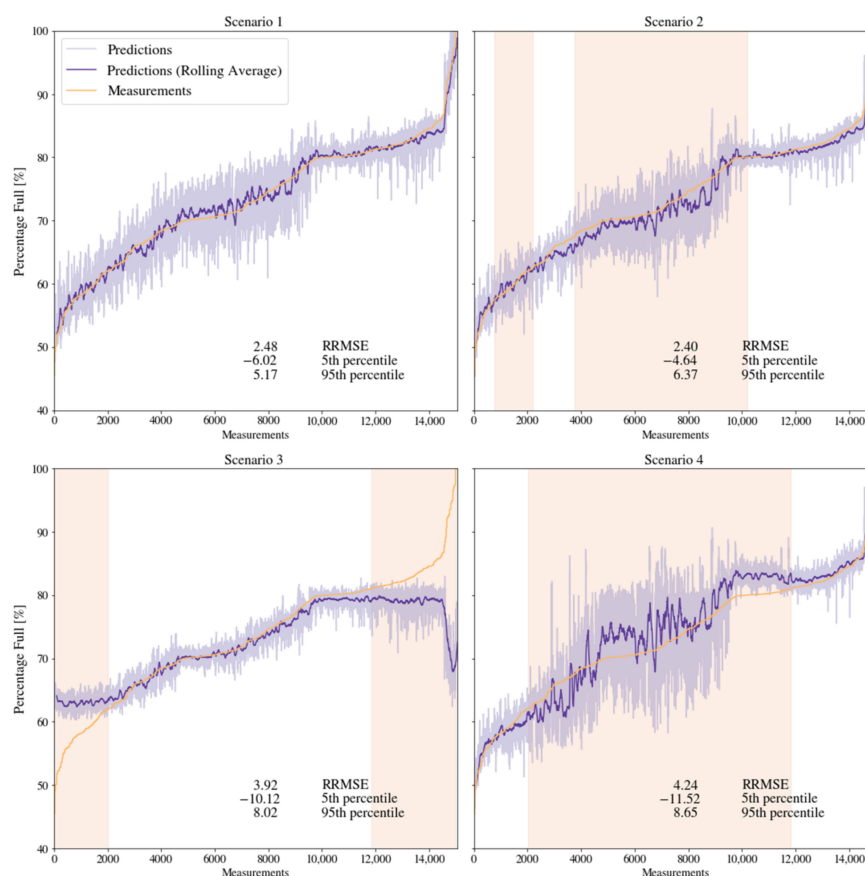 Scenario 1
Scenario 2
100
90
80
70
60
50
40
Percentage Full [%]
Predictions
Predictions (Rolling Average)
Measurements
2.48 RRMSE
−6.02 5th percentile
5.17 95th percentile
2.40 RRMSE
−4.64 5th percentile
6.37 95th percentile
0 2000 4000 6000 8000 10,000 12,000 14,000
0 2000 4000 6000 8000 10,000 12,000 14,000
Measurements
Measurements
Scenario 3
Scenario 4
100
90
80
70
60
50
40
Percentage Full [%]
3.92 RRMSE
−10.12 5th percentile
8.02 95th percentile
4.24 RRMSE
−11.52 5th percentile
8.65 95th percentile
0 2000 4000 6000 8000 10,000 12,000 14,000
0 2000 4000 6000 8000 10,000 12,000 14,000
Measurements
Measurements